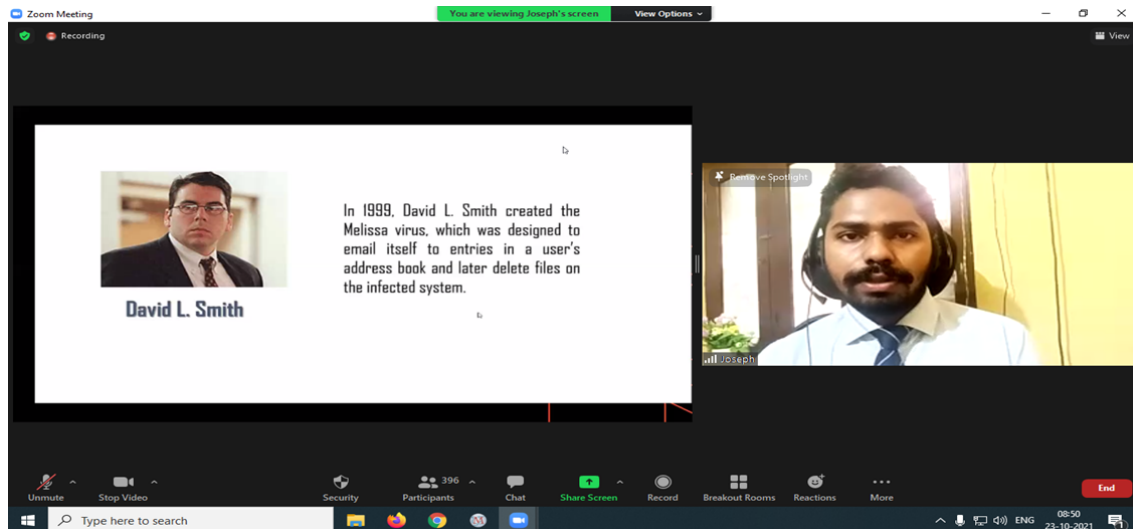 Zoom Meeting
You are viewing Joseph's screen
View Options
Recording
View
In 1999, David L. Smith created the
Melissa virus, which was designed to
email itself to entries in a user's
address book and later delete files on
the infected system.
David L. Smith
Remove Spotlight
Joseph
Unmute
Stop Video
Security
396
Participants
Chat
Share Screen
Record
Breakout Rooms
Reactions
More
End
Type here to search
ENG
08:50
23-10-2021